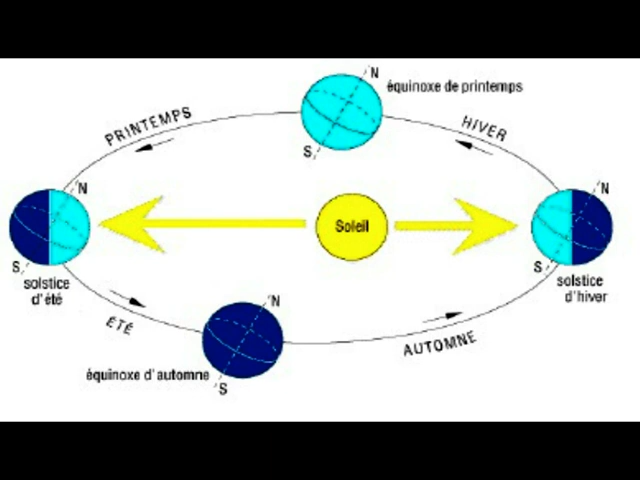 N
équinoxe de printemps
PRINTEMPS
HIVER
S
N
N
Soleil
S
solstice
d'été
S
solstice
d'hiver
ÉTÉ
N
AUTOMNE
équinoxe d'automne
S